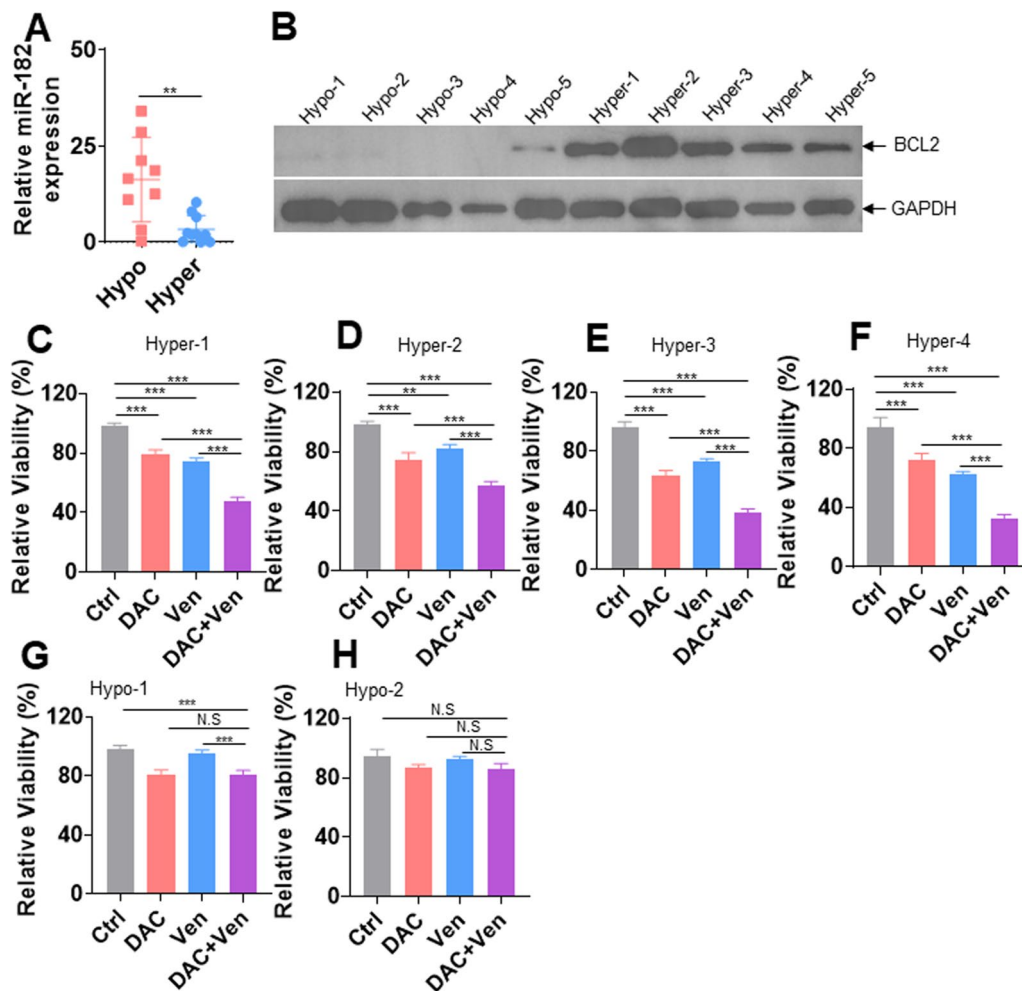 A
Relative miR-182
expression
50
25
0
**
Hypo
Hyper
B
Hypo-1
Hypo-2
Hypo-3
Hypo-4
Hypo-5
Hyper-1
Hyper-2
Hyper-3
Hyper-4
Hyper-5
BCL2
GAPDH
C
Hyper-1
Relative Viability (%)
120
80
40
0
***
***
***
***
***
Ctrl
DAC
Ven
DAC+Ven
D
Hyper-2
Relative Viability (%)
120
80
40
0
***
**
***
***
***
Ctrl
DAC
Ven
DAC+Ven
E
Hyper-3
Relative Viability (%)
120
80
40
0
***
***
***
***
***
Ctrl
DAC
Ven
DAC+Ven
F
Hyper-4
Relative Viability (%)
120
80
40
0
***
***
***
***
***
Ctrl
DAC
Ven
DAC+Ven
G
Hypo-1
Relative Viability (%)
120
80
40
0
***
N.S
***
Ctrl
DAC
Ven
DAC+Ven
H
Hypo-2
Relative Viability (%)
120
80
40
0
N.S
N.S
N.S
Ctrl
DAC
Ven
DAC+Ven